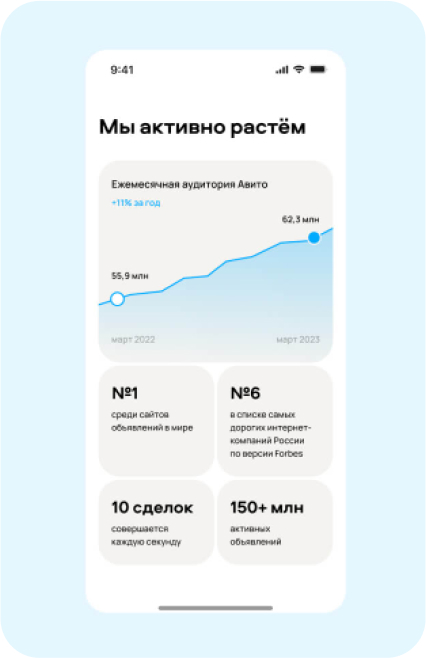 9:41
Мы активно растём
Ежемесячная аудитория Авито
+11% за год
62,3 млн
55,9 млн
март 2022
март 2023
№1
среди сайтов
объявлений в мире
№6
в списке самых
дорогих интернет-
компаний России
по версии Forbes
10 сделок
совершается
каждую секунду
150+ млн
активных
объявлений